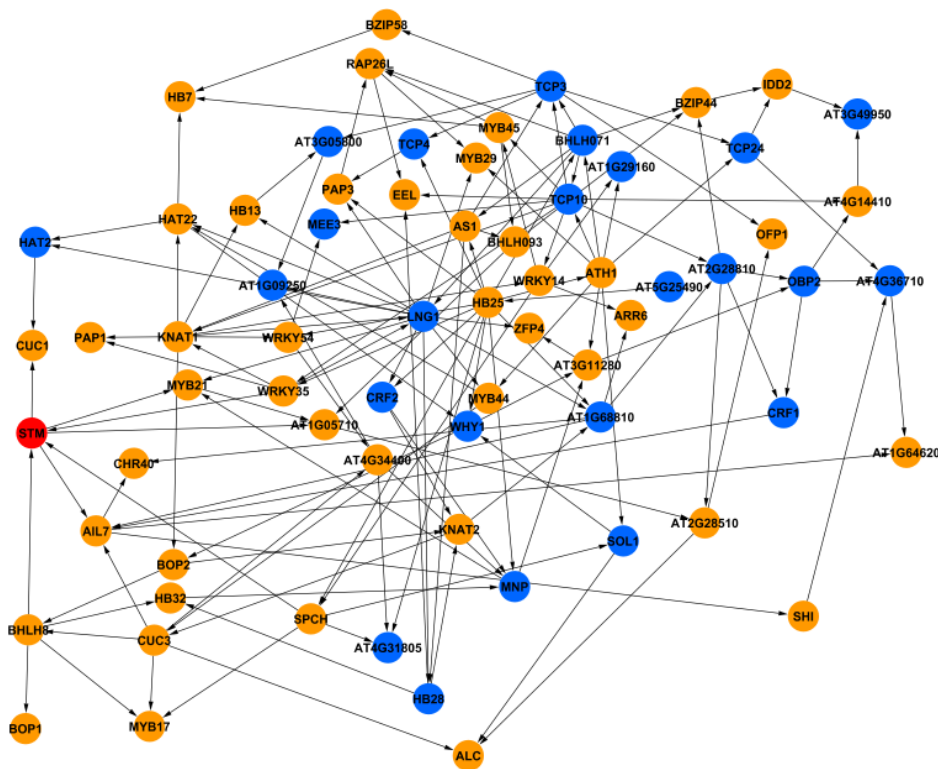 BZIP58
RAP26L
TCP3
IDD2
HB7
BZIP44
AT3G49950
MYB45
AT3G05800
TCP4
BHLH071
TCP24
MYB29
AT1G29160
PAP3
EEL
TCP10
AT4G14410
HB13
HAT22
MEE3
AS1
OFP1
HAT2
BHLH093
AT2G28810
WRKY14
ATH1
AT1G09250
AT5G25490
OBP2
AT4G36710
HB25
LNG1
ARR6
PAP1
KNAT1
WRKY54
ZFP4
CUC1
AT3G11280
MYB21
WRKY35
CRF2
MYB44
CRF1
AT1G68810
AT1G05710
WHY1
STM
AT1G64620
CHR40
AT4G34400
AIL7
KNAT2
AT2G28510
SOL1
BOP2
MNP
HB32
SHI
SPCH
BHLH8
CUC3
AT4G31805
HB28
BOP1
MYB17
ALC